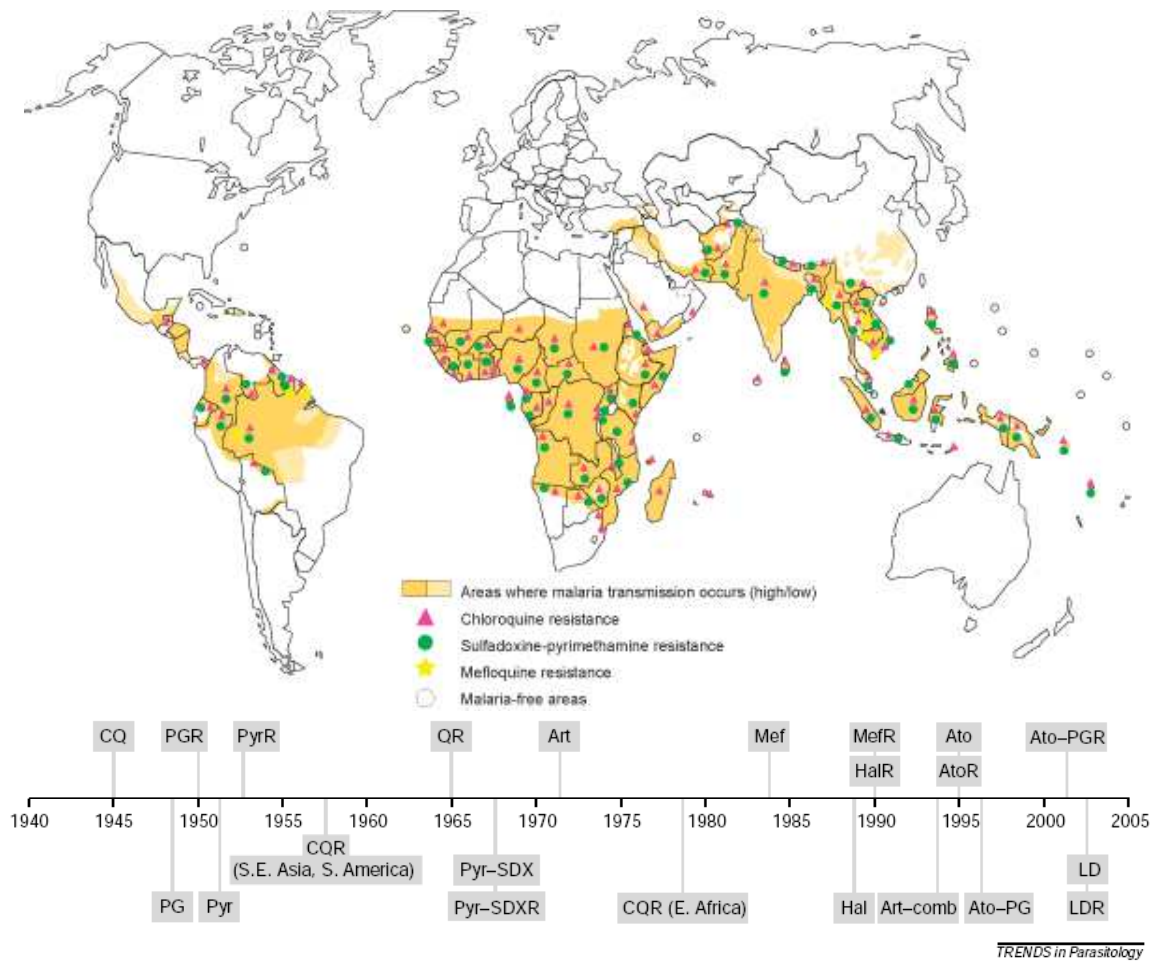 Areas where malaria transmission occurs (high/low)
Chloroquine resistance
Sulfadoxine-pyrimethamine resistance
Mefloquine resistance
Malaria-free areas
CQ PGR PyrR QR Art Mef MefR Ato Ato–PGR
HalR AtoR
1940 1945 1950 1955 1960 1965 1970 1975 1980 1985 1990 1995 2000 2005
CQR
(S.E. Asia, S. America) Pyr–SDX LD
PG Pyr Pyr–SDXR CQR (E. Africa) Hal Art–comb Ato–PG LDR
TRENDS in Parasitology